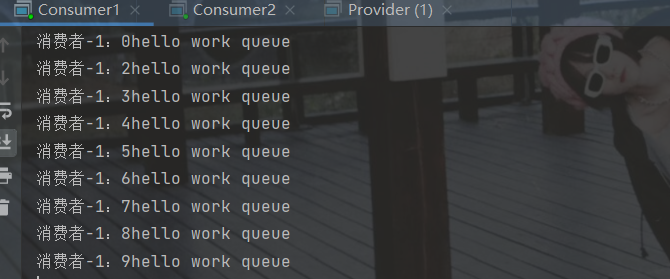 Consumer1 Consumer2 Provider (1)
消费者-1：0hello work queue
消费者-1：2hello work queue
消费者-1：3hello work queue
消费者-1：4hello work queue
消费者-1：5hello work queue
消费者-1：6hello work queue
消费者-1：7hello work queue
消费者-1：8hello work queue
消费者-1：9hello work queue